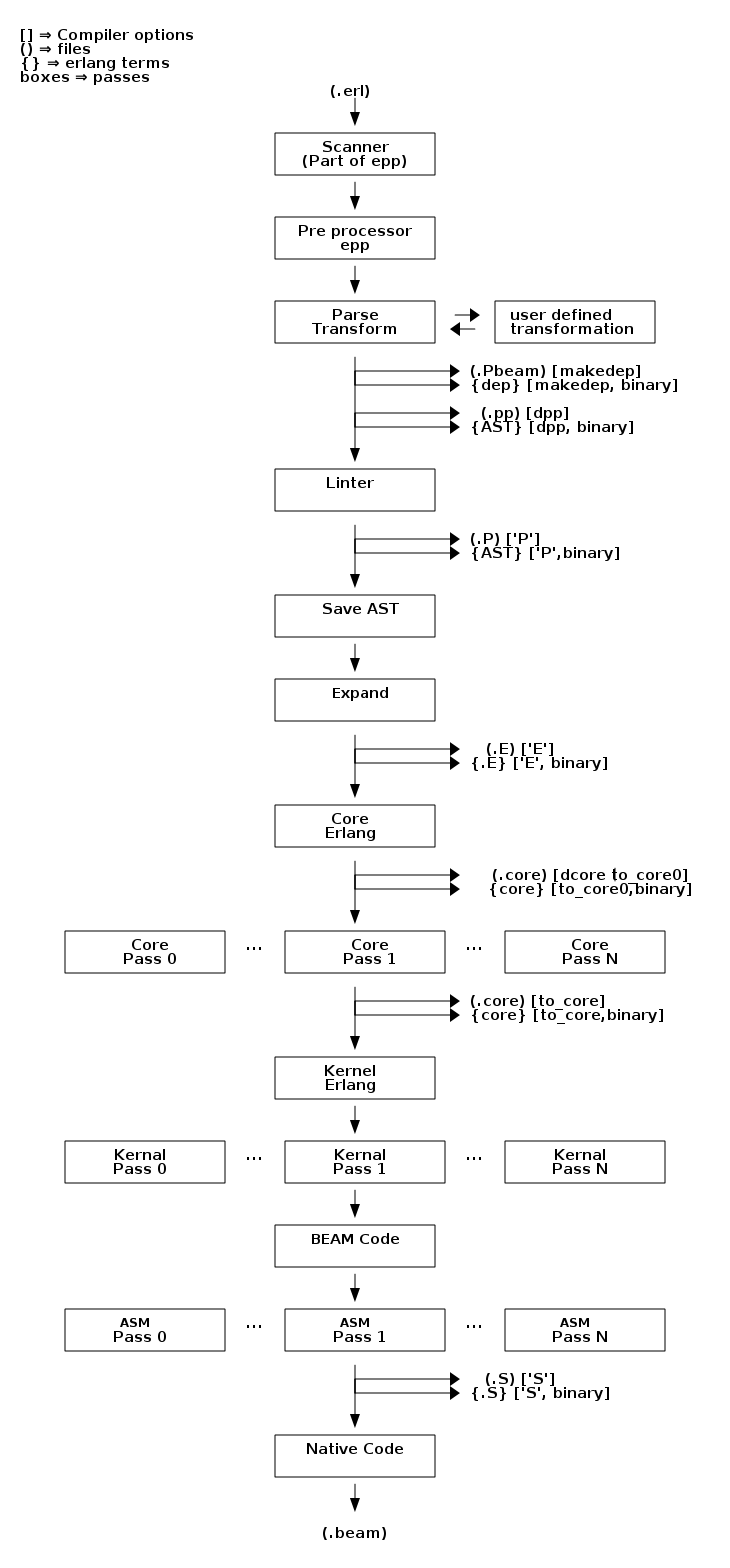 [] ⇒ Compiler options
() ⇒ files
{} ⇒ erlang terms
boxes ⇒ passes
(.erl)
Scanner
(Part of epp)
Pre processor
epp
Parse
Transform
user defined
transformation
(.Pbeam) [makedep]
{dep} [makedep, binary]
(.pp) [dpp]
{AST} [dpp, binary]
Linter
(.P) ['P']
{AST} ['P',binary]
Save AST
Expand
(.E) ['E']
{.E} ['E', binary]
Core
Erlang
(.core) [dcore to_core0]
{core} [to_core0,binary]
Core
Pass 0
...
Core
Pass 1
...
Core
Pass N
(.core) [to_core]
{core} [to_core,binary]
Kernel
Erlang
Kernal
Pass 0
...
Kernal
Pass 1
...
Kernal
Pass N
BEAM Code
ASM
Pass 0
...
ASM
Pass 1
...
ASM
Pass N
(.S) ['S']
{.S} ['S', binary]
Native Code
(.beam)